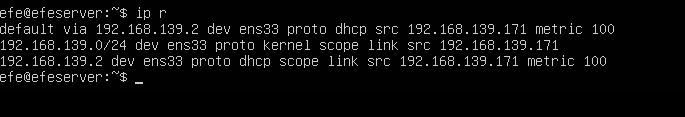 efe@efeserver:~$ ip r
default via 192.168.139.2 dev ens33 proto dhcp src 192.168.139.171 metric 100
192.168.139.0/24 dev ens33 proto kernel scope link src 192.168.139.171
192.168.139.2 dev ens33 proto dhcp scope link src 192.168.139.171 metric 100
efe@efeserver:~$ _